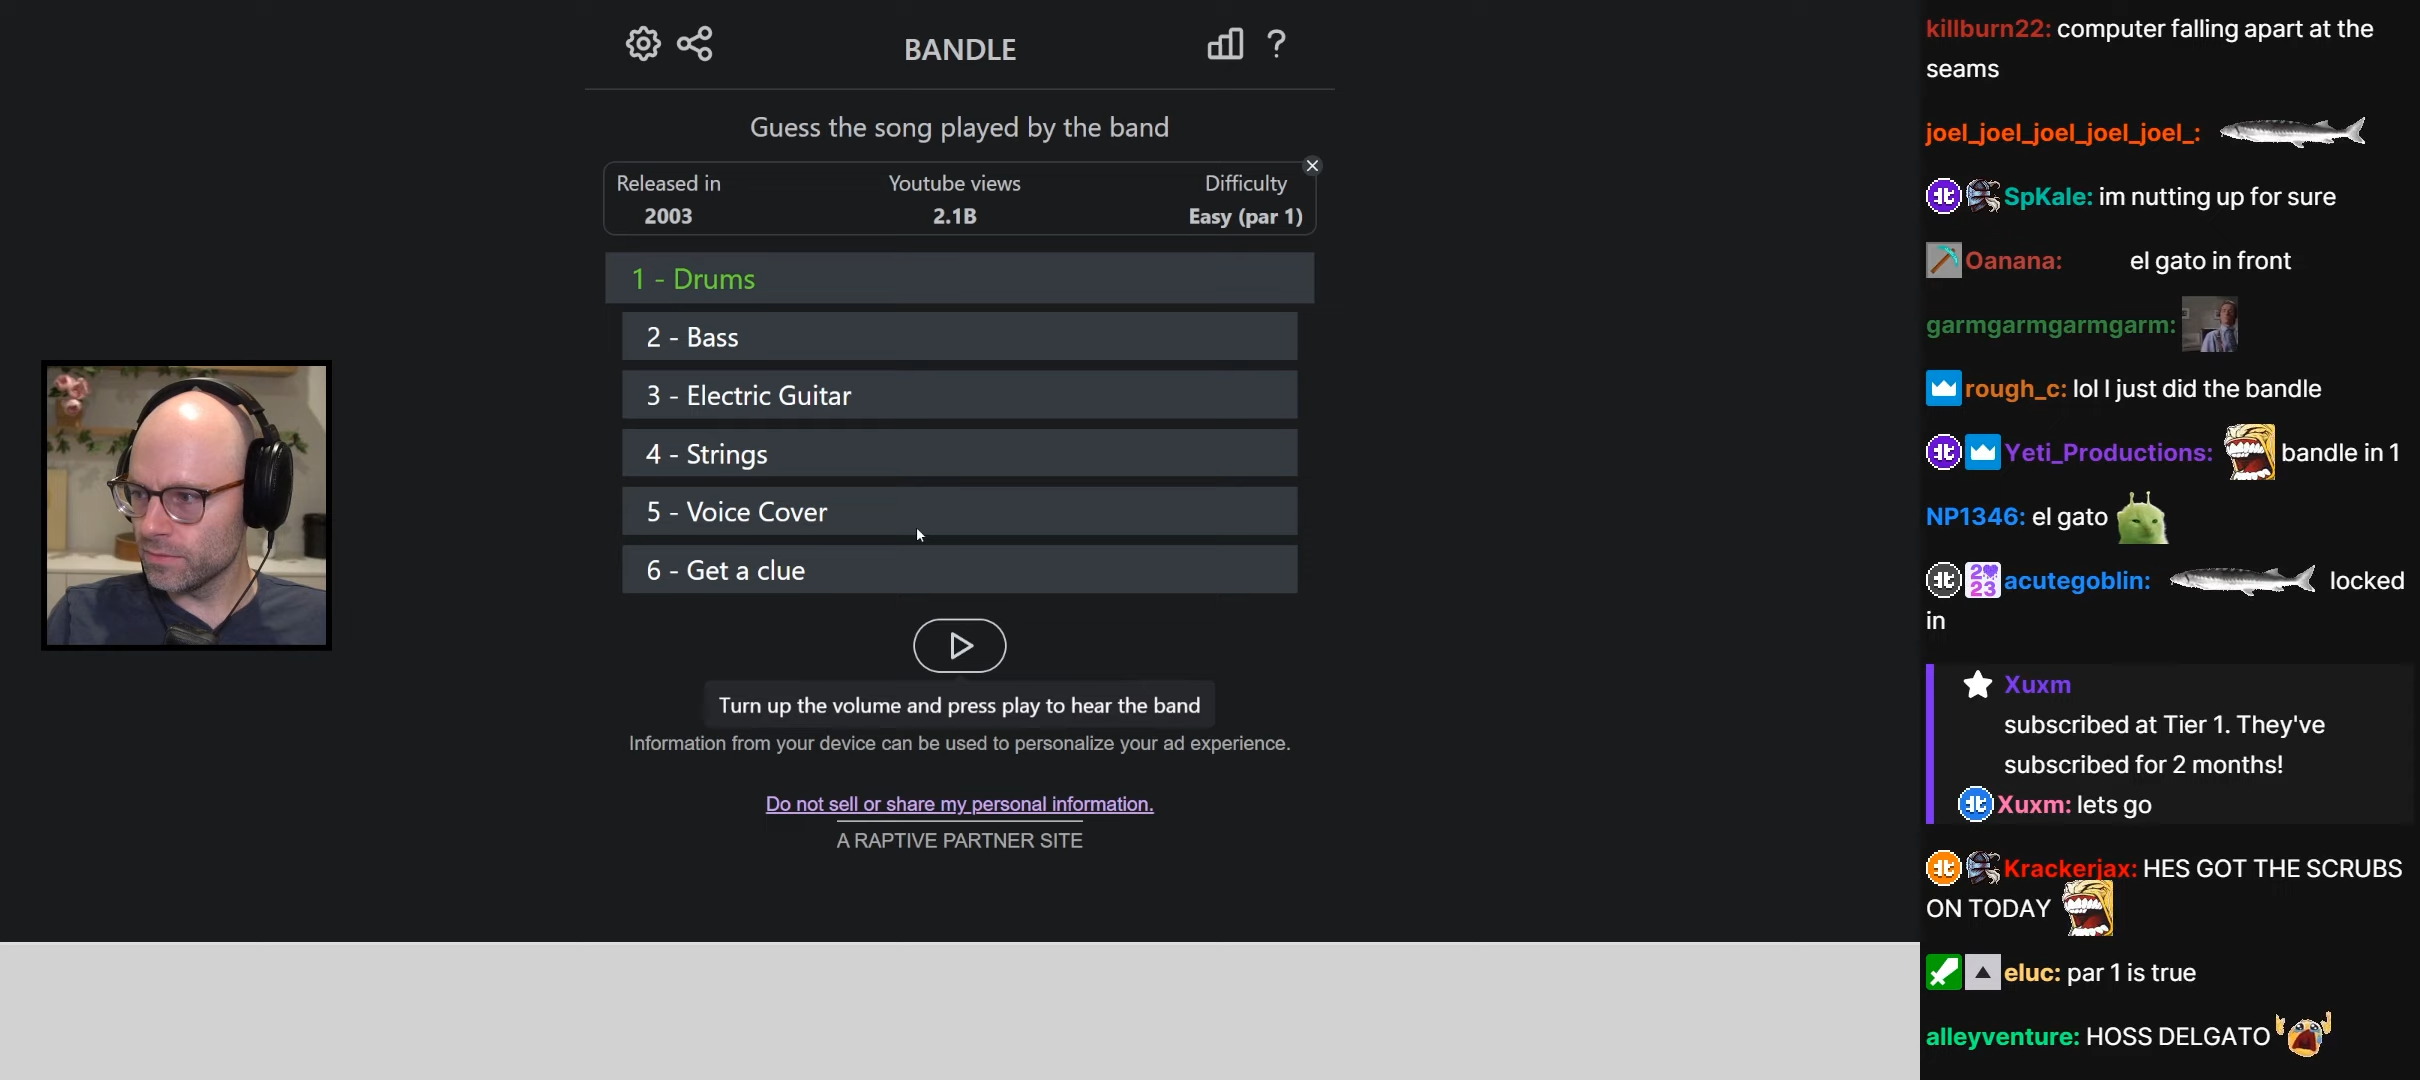 BANDLE
?
Guess the song played by the band
Released in
2003
Youtube views
2.1B
Difficulty
Easy (par 1)
1 - Drums
2 - Bass
3 - Electric Guitar
4 - Strings
5 - Voice Cover
6 - Get a clue
Turn up the volume and press play to hear the band
Information from your device can be used to personalize your ad experience.
Do not sell or share my personal information.
A RAPTIVE PARTNER SITE
killburn22: computer falling apart at the
seams
joel_joel_joel_joel_joel_:
SpKale: im nutting up for sure
Oanana: el gato in front
garmgarmgarmgarm:
rough_c: lol I just did the bandle
Yeti_Productions: bandle in 1
NP1346: el gato
2 23 acutegoblin: locked
in
Xuxm
subscribed at Tier 1. They've
subscribed for 2 months!
Xuxm: lets go
Krackerjax: HES GOT THE SCRUBS
ON TODAY
eluc: par 1 is true
alleyventure: HOSS DELGATO